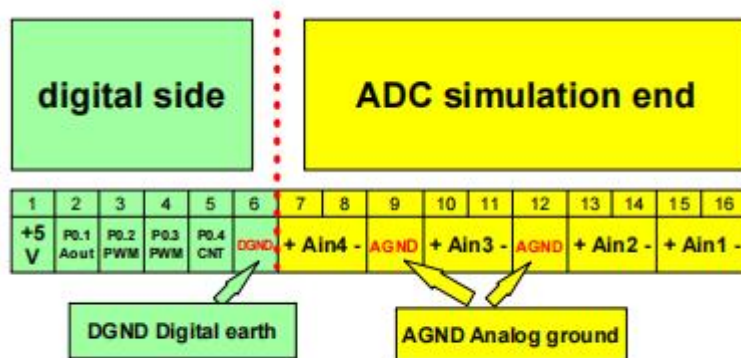 digital side
ADC simulation end
1 2 3 4 5 6 7 8 9 10 11 12 13 14 15 16
+5 V
P0.1 Aout
P0.2 PWM
P0.3 PWM
P0.4 CNT
DGND
+ Ain4 -
AGND
+ Ain3 -
AGND
+ Ain2 -
+ Ain1 -
DGND Digital earth
AGND Analog ground